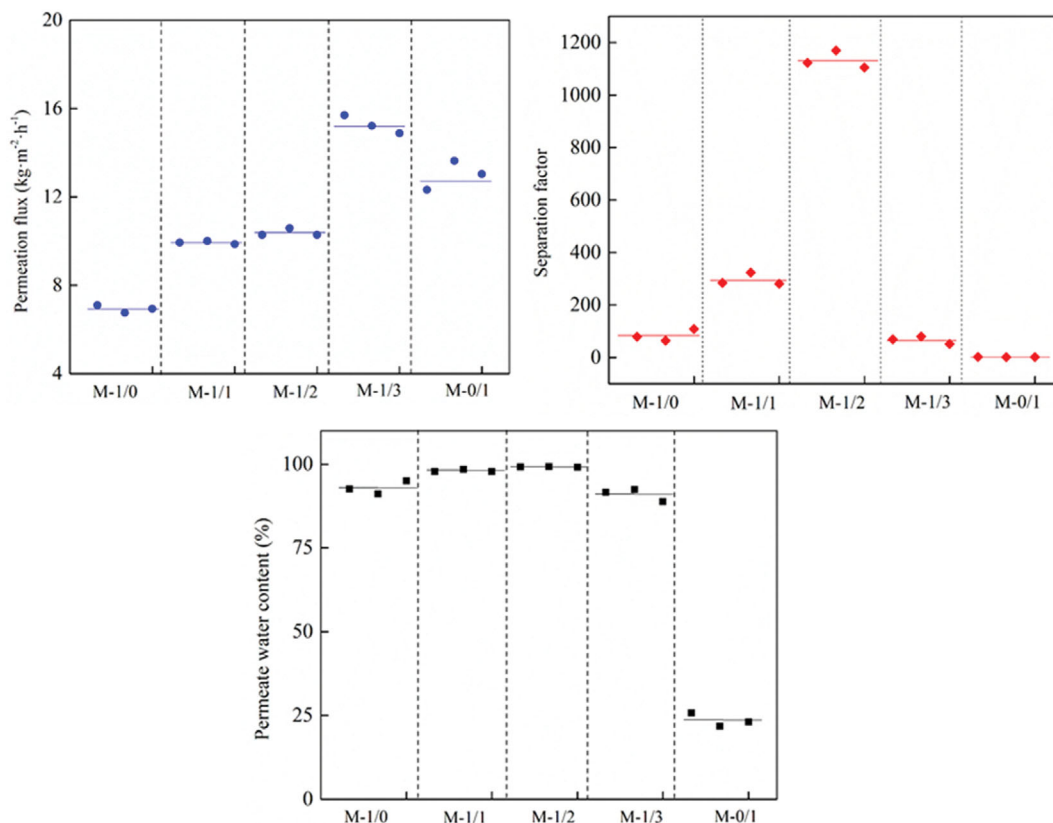 20
16
12
8
4
Permeation flux (kg·m⁻²·h⁻¹)
M-1/0 M-1/1 M-1/2 M-1/3 M-0/1
1200
1000
800
600
400
200
0
Separation factor
M-1/0 M-1/1 M-1/2 M-1/3 M-0/1
100
75
50
25
0
Permeate water content (%)
M-1/0 M-1/1 M-1/2 M-1/3 M-0/1